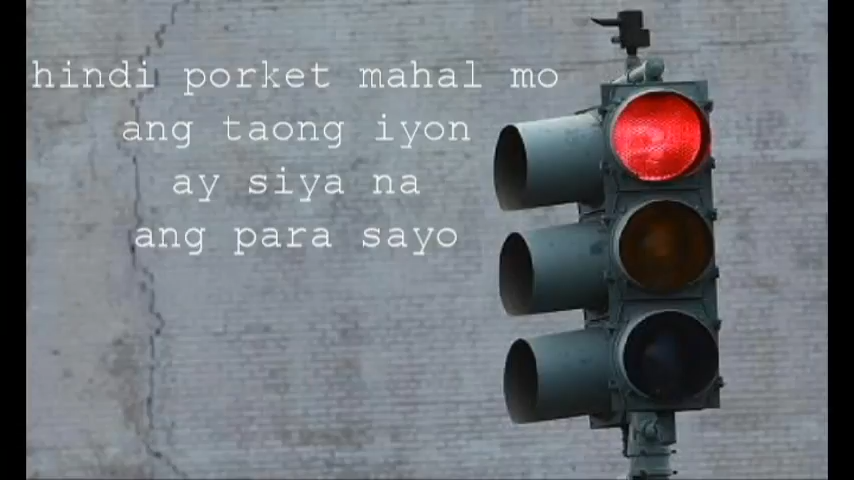 hindi porket mahal mo
ang taong iyon
ay siya na
ang para sayo